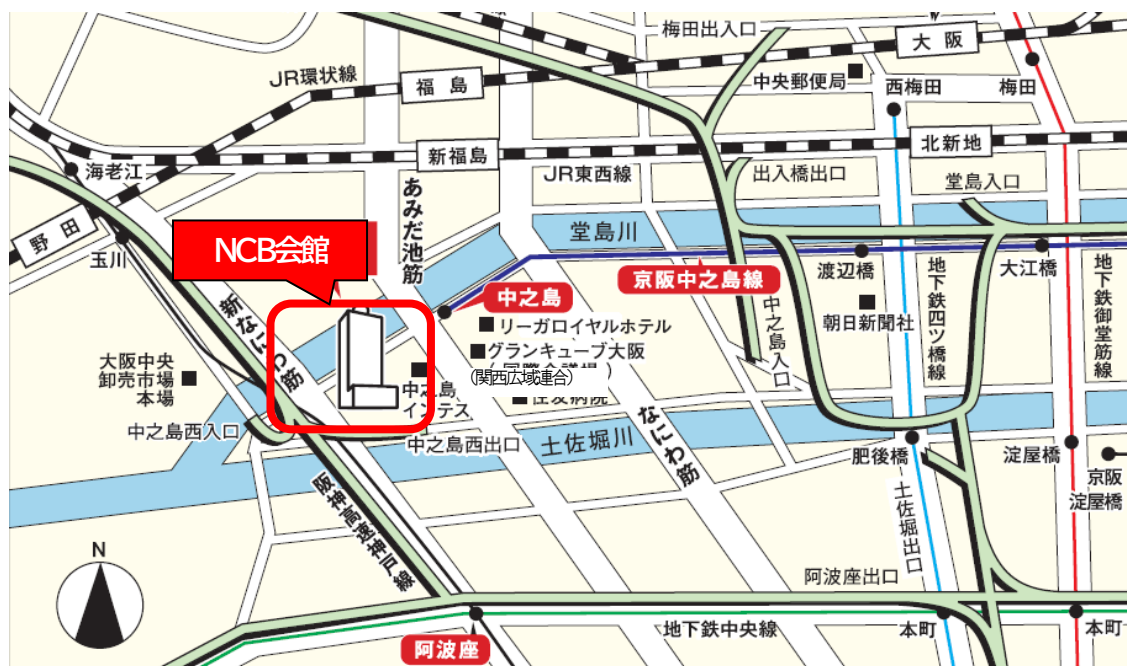 梅田出入口
大阪
JR環状線
福島
中央郵便局
西梅田
梅田
海老江
新福島
JR東西線
北新地
出入橋出口
堂島入口
野田
玉川
NCB会館
あみだ池筋
堂島川
中之島
京阪中之島線
渡辺橋
大江橋
地下鉄四ツ橋線
地下鉄御堂筋線
新なにわ筋
リーガロイヤルホテル
グランキューブ大阪
(関西広域連合)
中之島入口
朝日新聞社
大阪中央
卸売市場
本場
中之島
インテス
住友病院
中之島西入口
中之島西出口
土佐堀川
なにわ筋
肥後橋
淀屋橋
京阪
淀屋橋
阪神高速神戸線
土佐堀出口
N
阿波座出口
地下鉄中央線
本町
本町
阿波座